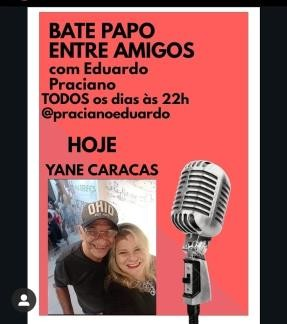 BATE PAPO
ENTRE AMIGOS
com Eduardo
Praciano
TODOS os dias às 22h
@pracianoeduardo
HOJE
YANE CARACAS
OHIO